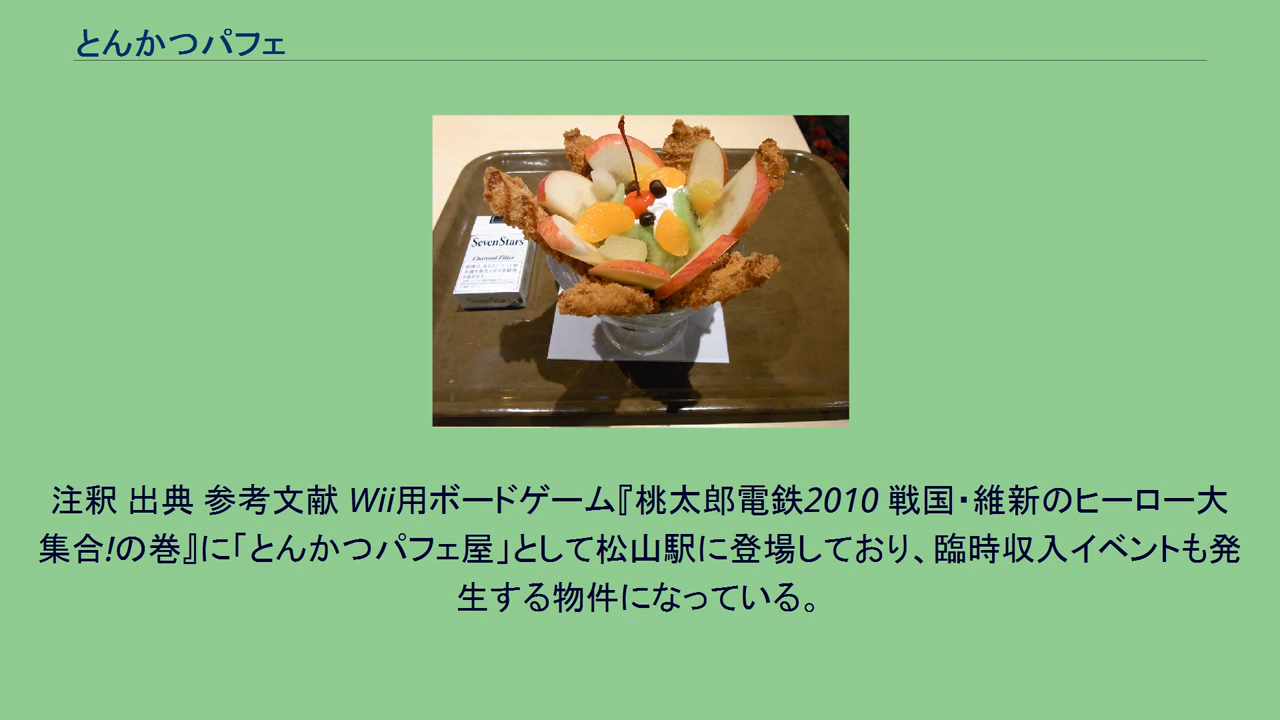 とんかつパフェ
SevenStars
Charcoal Filter
注釈 出典 参考文献 Wii用ボードゲーム『桃太郎電鉄2010 戦国・維新のヒーロー大
集合!の巻』に「とんかつパフェ屋」として松山駅に登場しており、臨時収入イベントも発
生する物件になっている。